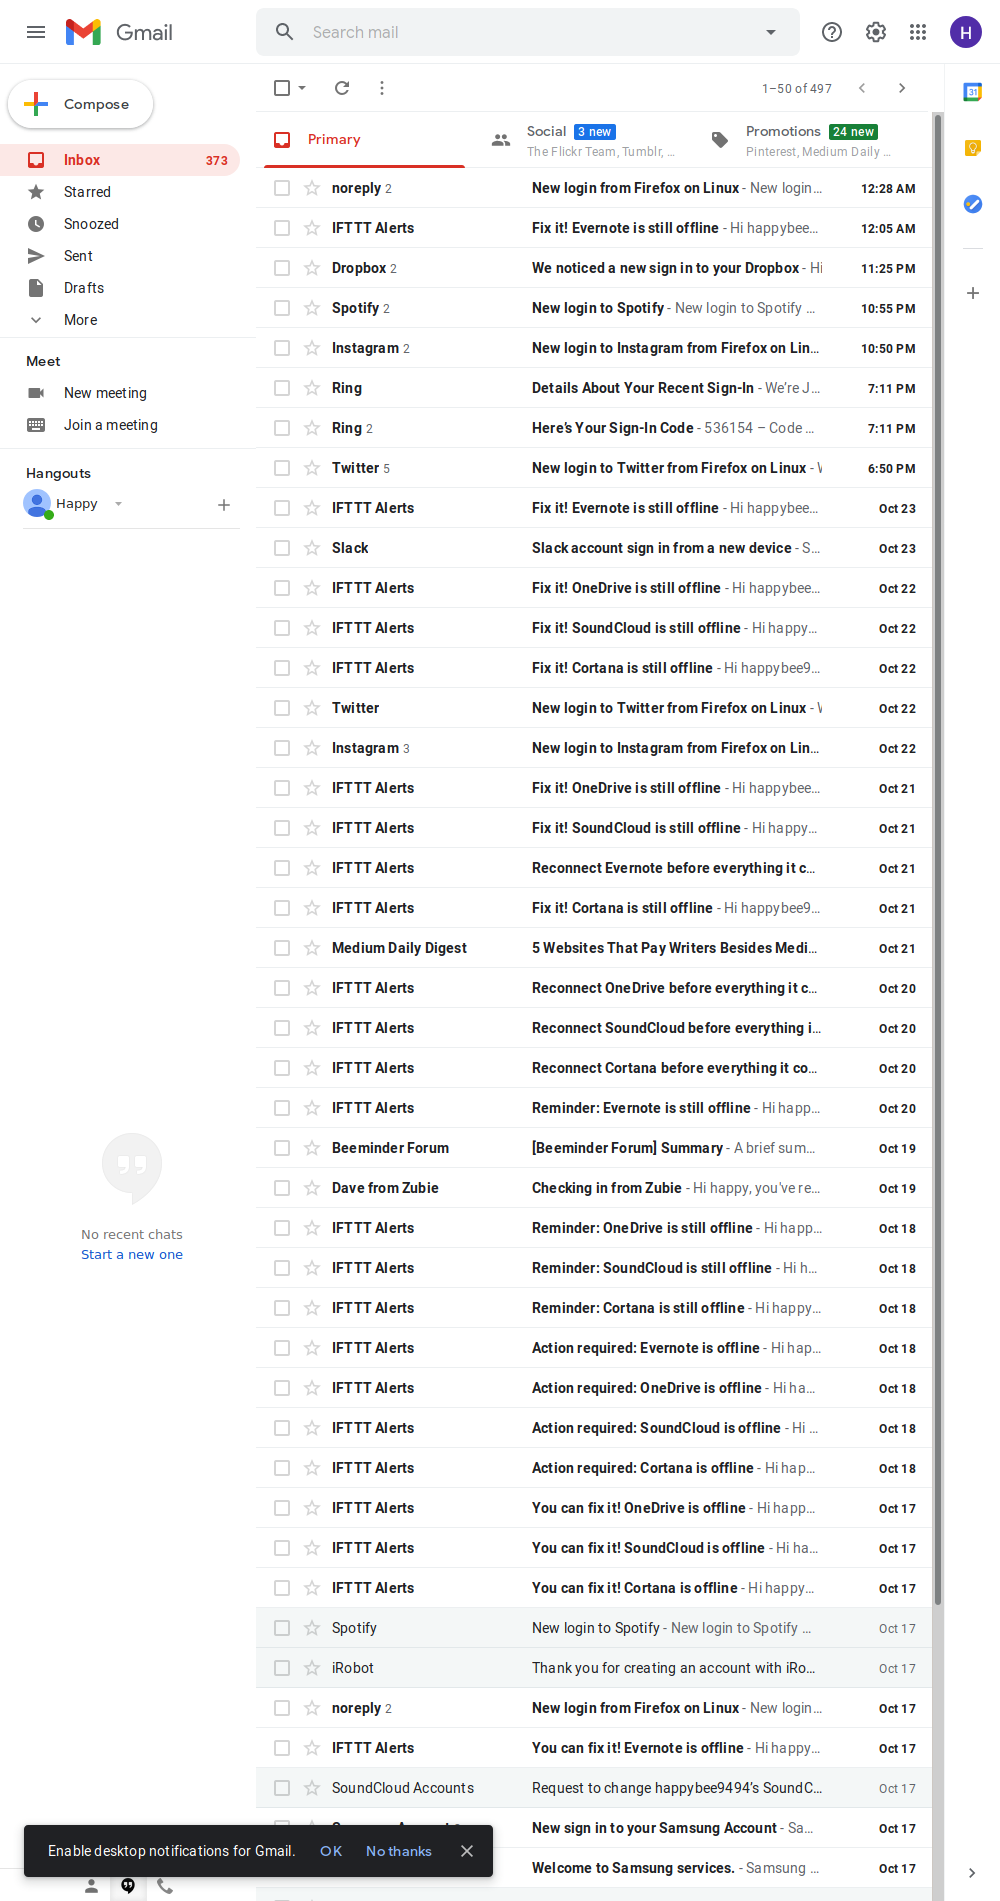 Gmail
Search mail
H
Compose
1–50 of 497
Primary
Social 3 new
The Flickr Team, Tumblr, ...
Promotions 24 new
Pinterest, Medium Daily ...
Inbox 373
Starred
Snoozed
Sent
Drafts
More
Meet
New meeting
Join a meeting
Hangouts
Happy
No recent chats
Start a new one
noreply 2 New login from Firefox on Linux - New login... 12:28 AM
IFTTT Alerts Fix it! Evernote is still offline - Hi happybee... 12:05 AM
Dropbox 2 We noticed a new sign in to your Dropbox - Hi 11:25 PM
Spotify 2 New login to Spotify - New login to Spotify ... 10:55 PM
Instagram 2 New login to Instagram from Firefox on Lin... 10:50 PM
Ring Details About Your Recent Sign-In - We're J... 7:11 PM
Ring 2 Here's Your Sign-In Code - 536154 – Code ... 7:11 PM
Twitter 5 New login to Twitter from Firefox on Linux - 6:50 PM
IFTTT Alerts Fix it! Evernote is still offline - Hi happybee... Oct 23
Slack Slack account sign in from a new device - S... Oct 23
IFTTT Alerts Fix it! OneDrive is still offline - Hi happybee... Oct 22
IFTTT Alerts Fix it! SoundCloud is still offline - Hi happy... Oct 22
IFTTT Alerts Fix it! Cortana is still offline - Hi happybee9... Oct 22
Twitter New login to Twitter from Firefox on Linux - Oct 22
Instagram 3 New login to Instagram from Firefox on Lin... Oct 22
IFTTT Alerts Fix it! OneDrive is still offline - Hi happybee... Oct 21
IFTTT Alerts Fix it! SoundCloud is still offline - Hi happy... Oct 21
IFTTT Alerts Reconnect Evernote before everything it c... Oct 21
IFTTT Alerts Fix it! Cortana is still offline - Hi happybee9... Oct 21
Medium Daily Digest 5 Websites That Pay Writers Besides Medi... Oct 21
IFTTT Alerts Reconnect OneDrive before everything it c... Oct 20
IFTTT Alerts Reconnect SoundCloud before everything i... Oct 20
IFTTT Alerts Reconnect Cortana before everything it co... Oct 20
IFTTT Alerts Reminder: Evernote is still offline - Hi happ... Oct 20
Beeminder Forum [Beeminder Forum] Summary - A brief sum... Oct 19
Dave from Zubie Checking in from Zubie - Hi happy, you've re... Oct 19
IFTTT Alerts Reminder: OneDrive is still offline - Hi happ... Oct 18
IFTTT Alerts Reminder: SoundCloud is still offline - Hi h... Oct 18
IFTTT Alerts Reminder: Cortana is still offline - Hi happy... Oct 18
IFTTT Alerts Action required: Evernote is offline - Hi hap... Oct 18
IFTTT Alerts Action required: OneDrive is offline - Hi ha... Oct 18
IFTTT Alerts Action required: SoundCloud is offline - Hi ... Oct 18
IFTTT Alerts Action required: Cortana is offline - Hi hap... Oct 18
IFTTT Alerts You can fix it! OneDrive is offline - Hi happ... Oct 17
IFTTT Alerts You can fix it! SoundCloud is offline - Hi ha... Oct 17
IFTTT Alerts You can fix it! Cortana is offline - Hi happy... Oct 17
Spotify New login to Spotify - New login to Spotify ... Oct 17
iRobot Thank you for creating an account with iRo... Oct 17
noreply 2 New login from Firefox on Linux - New login... Oct 17
IFTTT Alerts You can fix it! Evernote is offline - Hi happy... Oct 17
SoundCloud Accounts Request to change happybee9494's SoundC... Oct 17
New sign in to your Samsung Account - Sa... Oct 17
Welcome to Samsung services. - Samsung ... Oct 17
Enable desktop notifications for Gmail. OK No thanks